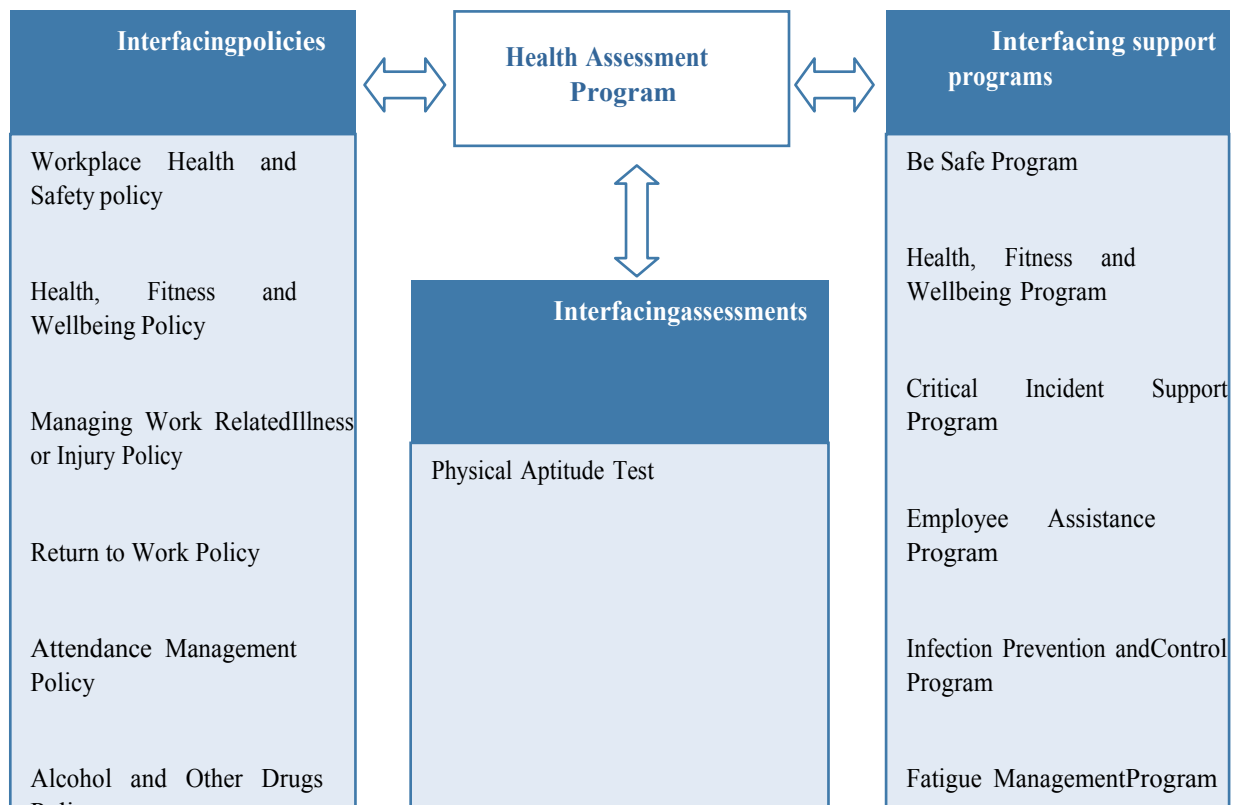 Interfacingpolicies
Workplace Health and
Safety policy
Health, Fitness and
Wellbeing Policy
Managing Work RelatedIllness
or Injury Policy
Return to Work Policy
Attendance Management
Policy
Alcohol and Other Drugs
Health Assessment
Program
Interfacingassessments
Physical Aptitude Test
Interfacing support
programs
Be Safe Program
Health, Fitness and
Wellbeing Program
Critical Incident Support
Program
Employee Assistance
Program
Infection Prevention andControl
Program
Fatigue ManagementProgram